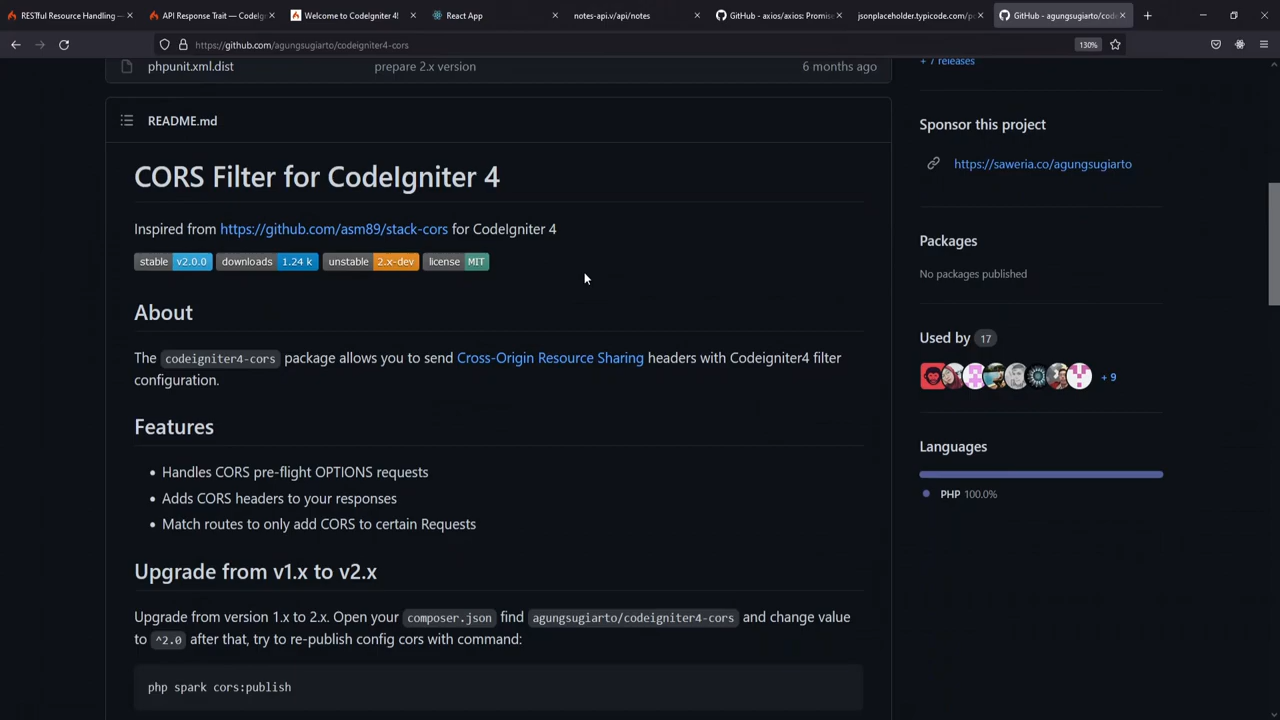 RESTful Resource Handling —
API Response Trait — CodeIgn
Welcome to CodeIgniter 4!
React App
notes-api.v/api/notes
GitHub - axios/axios: Promise
jsonplaceholder.typicode.com/po
GitHub - agungsugiarto/code
https://github.com/agungsugiarto/codeigniter4-cors
130%
phpunit.xml.dist
prepare 2.x version
6 months ago
+ 7 releases
README.md
Sponsor this project
https://saweria.co/agungsugiarto
CORS Filter for CodeIgniter 4
Inspired from https://github.com/asm89/stack-cors for CodeIgniter 4
stable v2.0.0 downloads 1.24 k unstable 2.x-dev license MIT
Packages
No packages published
About
The codeigniter4-cors package allows you to send Cross-Origin Resource Sharing headers with Codeigniter4 filter
configuration.
Used by 17
+ 9
Features
Handles CORS pre-flight OPTIONS requests
Adds CORS headers to your responses
Match routes to only add CORS to certain Requests
Languages
PHP 100.0%
Upgrade from v1.x to v2.x
Upgrade from version 1.x to 2.x. Open your composer.json find agungsugiarto/codeigniter4-cors and change value
to ^2.0 after that, try to re-publish config cors with command:
php spark cors:publish